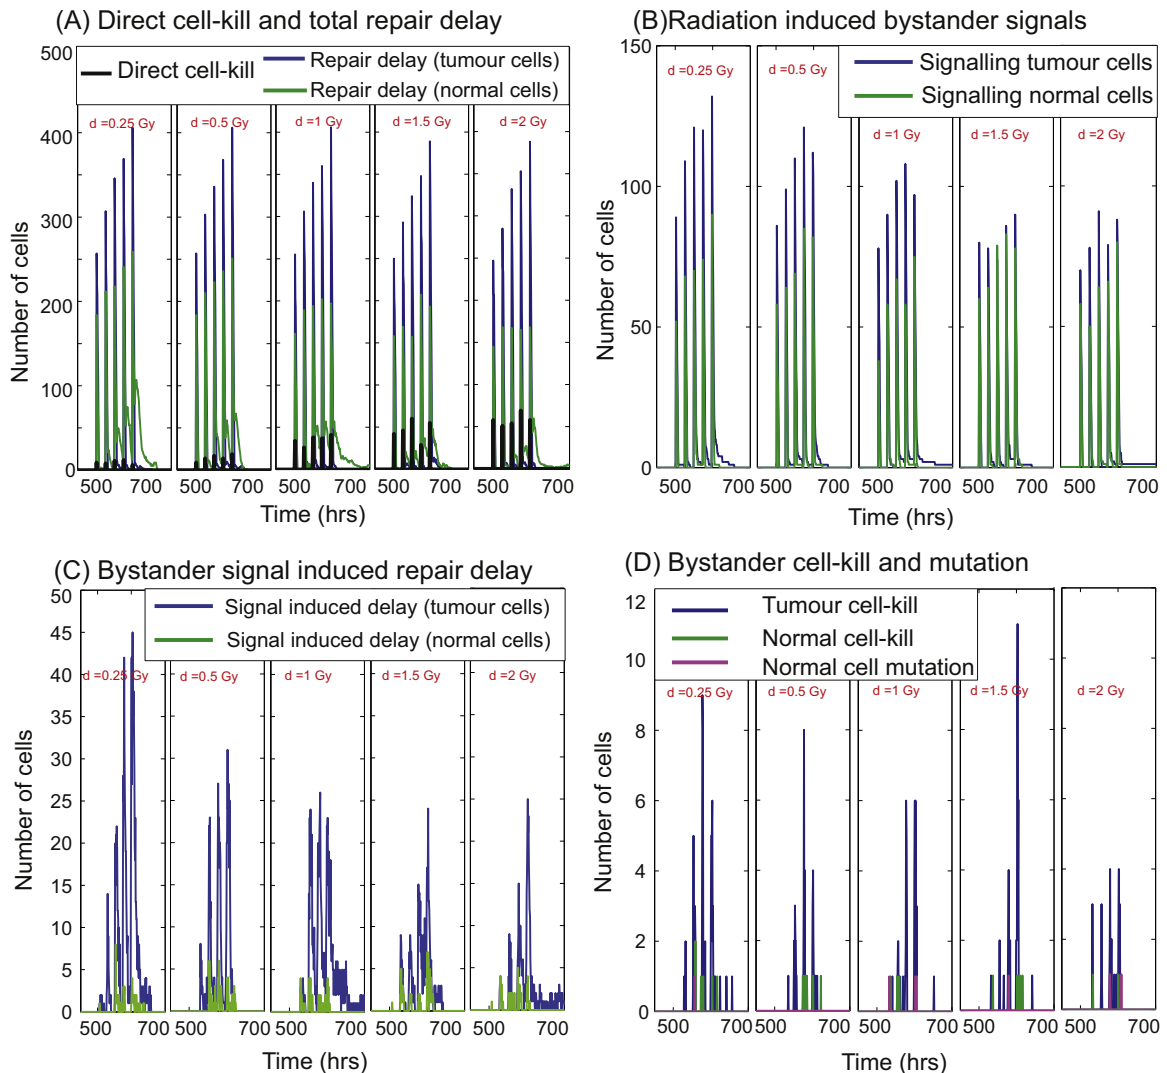 (A) Direct cell-kill and total repair delay
500
Direct cell-kill
Repair delay (tumour cells)
Repair delay (normal cells)
d =0.25 Gy
d =0.5 Gy
d =1 Gy
d =1.5 Gy
d =2 Gy
400
300
200
100
0
Number of cells
500 700
500 700
500 700
500 700
500 700
Time (hrs)
(B)Radiation induced bystander signals
150
Signalling tumour cells
Signalling normal cells
d =0.25 Gy
d =0.5 Gy
d =1 Gy
d =1.5 Gy
d =2 Gy
100
50
0
Number of cells
500 700
500 700
500 700
500 700
500 700
Time (hrs)
(C) Bystander signal induced repair delay
50
Signal induced delay (tumour cells)
Signal induced delay (normal cells)
45
40
d =0.25 Gy
d =0.5 Gy
d =1 Gy
d =1.5 Gy
d =2 Gy
35
30
25
20
15
10
5
0
Number of cells
500 700
500 700
500 700
500 700
500 700
Time (hrs)
(D) Bystander cell-kill and mutation
12
Tumour cell-kill
Normal cell-kill
Normal cell mutation
10
d =0.25 Gy
d =0.5 Gy
d =1 Gy
d =1.5 Gy
d =2 Gy
8
6
4
2
0
Number of cells
500 700
500 700
500 700
500 700
500 700
Time (hrs)